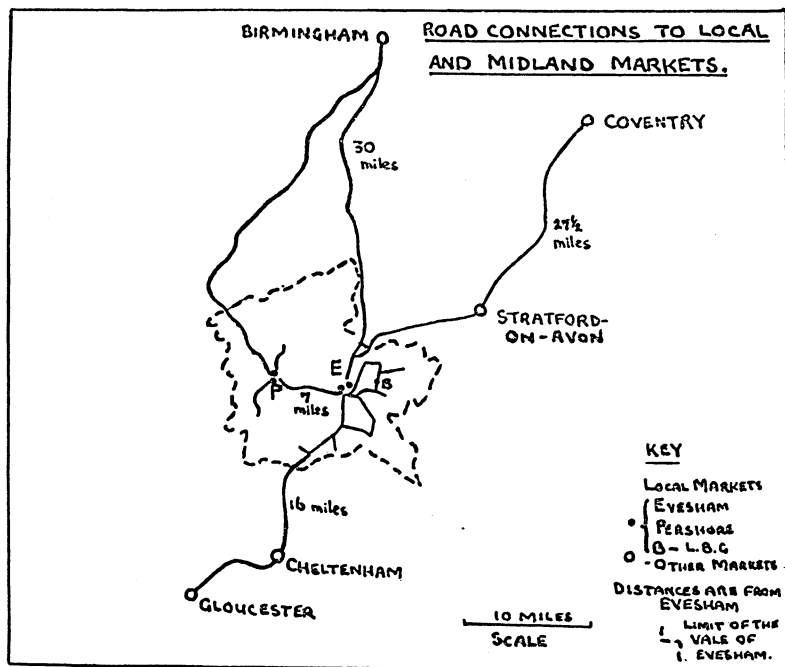 ROAD CONNECTIONS TO LOCAL
AND MIDLAND MARKETS.
BIRMINGHAM
COVENTRY
30
miles
27½
miles
STRATFORD-
ON-AVON
E
P
B
7
miles
16 miles
CHELTENHAM
GLOUCESTER
10 MILES
SCALE
KEY
LOCAL MARKETS
EVESHAM
PERSHORE
B - L.B.G
- OTHER MARKETS
DISTANCES ARE FROM
EVESHAM
LIMIT OF THE
VALE OF
EVESHAM.